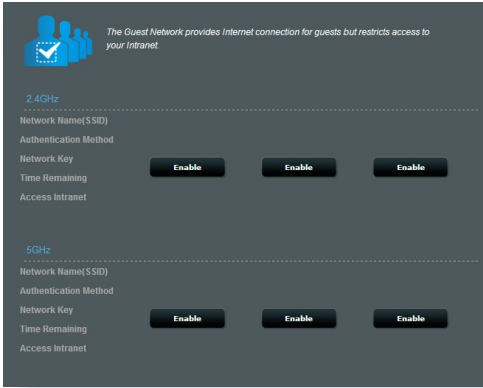 The Guest Network provides Internet connection for guests but restricts access to
your Intranet.
2.4GHz
Network Name(SSID)
Authentication Method
Network Key
Time Remaining
Access Intranet
Enable Enable Enable
5GHz
Network Name(SSID)
Authentication Method
Network Key
Time Remaining
Access Intranet
Enable Enable Enable